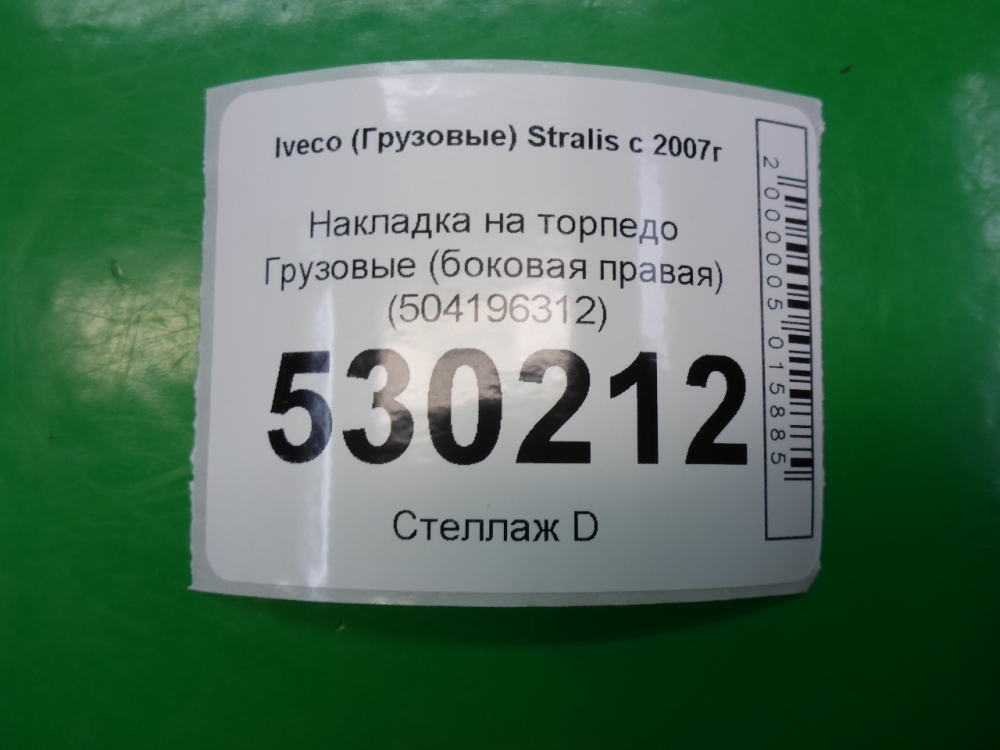 Iveco (Грузовые) Stralis с 2007г
Накладка на торпедо
Грузовые (боковая правая)
(504196312)
530212
Стеллаж D
2000005015885